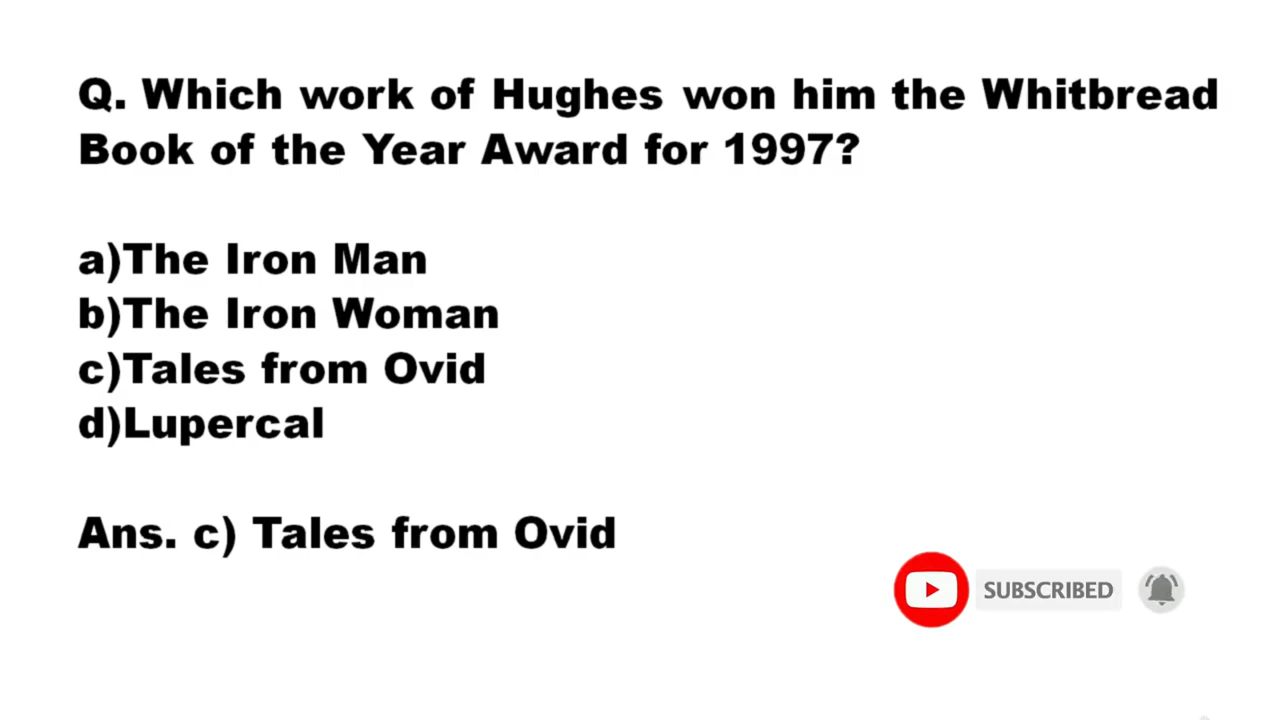 Q. Which work of Hughes won him the Whitbread
Book of the Year Award for 1997?
a)The Iron Man
b)The Iron Woman
c)Tales from Ovid
d)Lupercal
Ans. c) Tales from Ovid
SUBSCRIBED